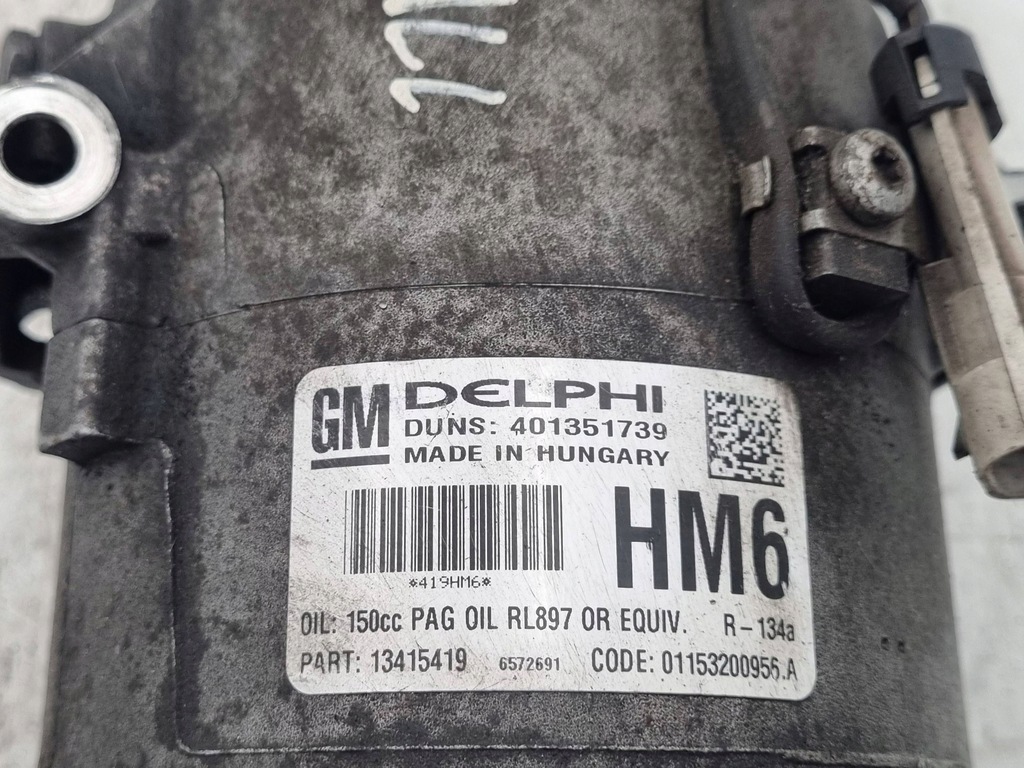 GM DELPHI
DUNS: 401351739
MADE IN HUNGARY
HM6
*419HM6*
OIL: 150cc PAG OIL RL897 OR EQUIV. R-134a
PART: 13415419 6572691 CODE: 01153200956.A